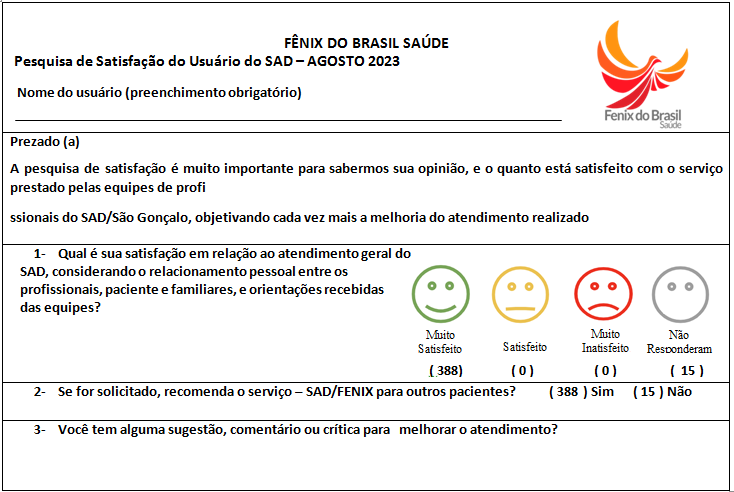 FÊNIX DO BRASIL SAÚDE
Pesquisa de Satisfação do Usuário do SAD – AGOSTO 2023
Nome do usuário (preenchimento obrigatório)
Fenix do Brasil
Saúde
Prezado (a)
A pesquisa de satisfação é muito importante para sabermos sua opinião, e o quanto está satisfeito com o serviço
prestado pelas equipes de profi
ssionais do SAD/São Gonçalo, objetivando cada vez mais a melhoria do atendimento realizado
1- Qual é sua satisfação em relação ao atendimento geral do
SAD, considerando o relacionamento pessoal entre os
profissionais, paciente e familiares, e orientações recebidas
das equipes?
Muito
Satisfeito
Satisfeito
Muito
Inatisfeito
Não
Responderam
( 388) ( 0 ) ( 0 ) ( 15 )
2- Se for solicitado, recomenda o serviço – SAD/FENIX para outros pacientes? ( 388 ) Sim ( 15 ) Não
3- Você tem alguma sugestão, comentário ou crítica para melhorar o atendimento?